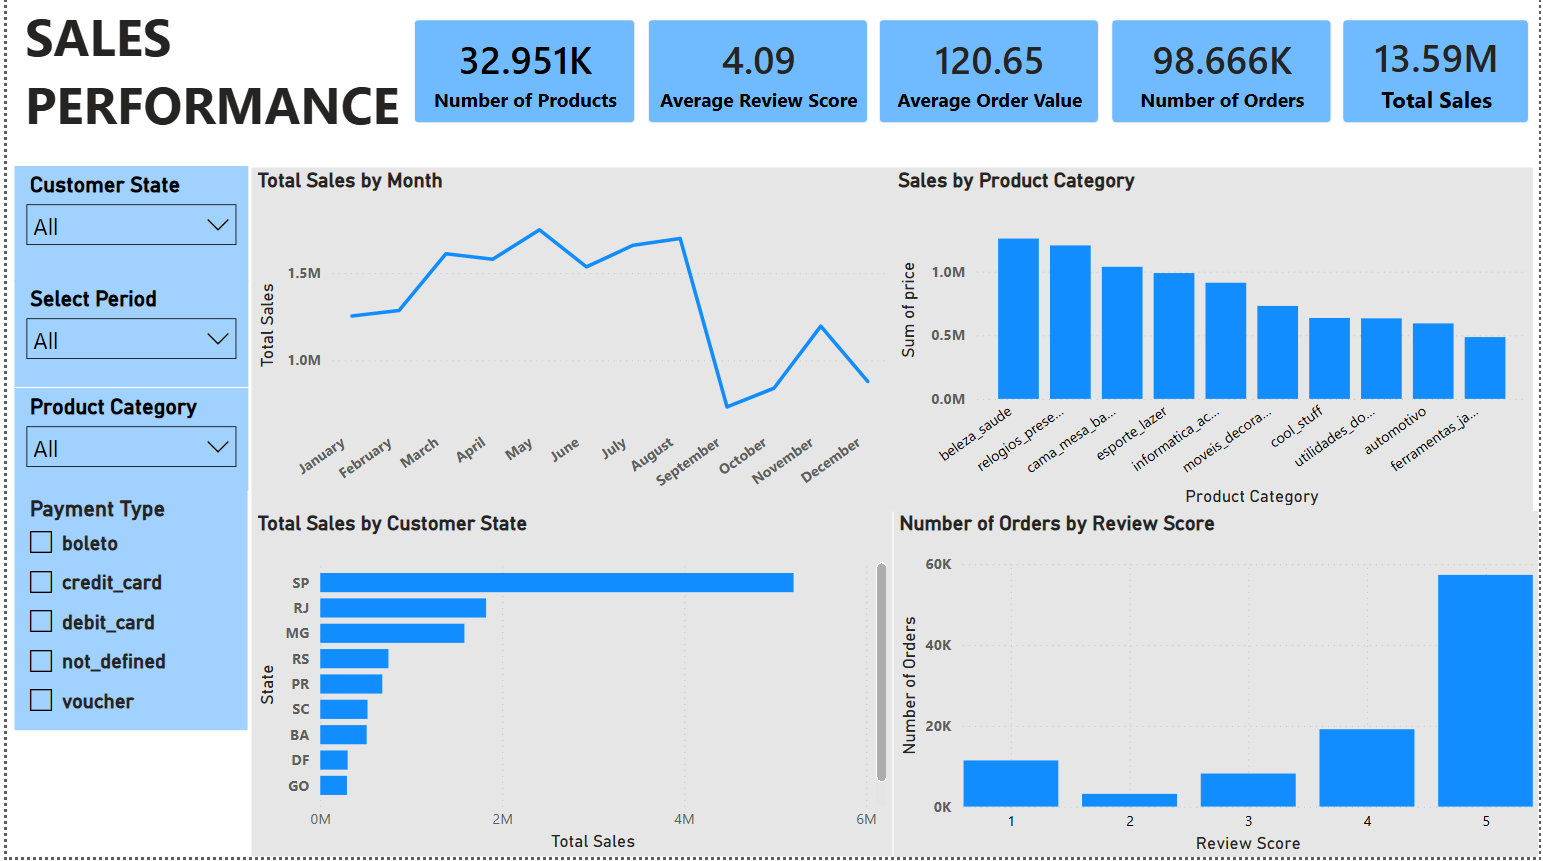 SALES
PERFORMANCE
32.951K
Number of Products
4.09
Average Review Score
120.65
Average Order Value
98.666K
Number of Orders
13.59M
Total Sales
Customer State
All
Select Period
All
Product Category
All
Payment Type
boleto
credit_card
debit_card
not_defined
voucher
Total Sales by Month
Total Sales
1.5M
1.0M
January
February
March
April
May
June
July
August
September
October
November
December
Sales by Product Category
Sum of price
1.0M
0.5M
0.0M
beleza_saude
relogios_prese...
cama_mesa_ba...
esporte_lazer
informatica_ac...
moveis_decora...
cool_stuff
utilidades_do...
automotivo
ferramentas_ja...
Product Category
Total Sales by Customer State
State
SP
RJ
MG
RS
PR
SC
BA
DF
GO
0M
2M
4M
6M
Total Sales
Number of Orders by Review Score
Number of Orders
60K
40K
20K
0K
1
2
3
4
5
Review Score